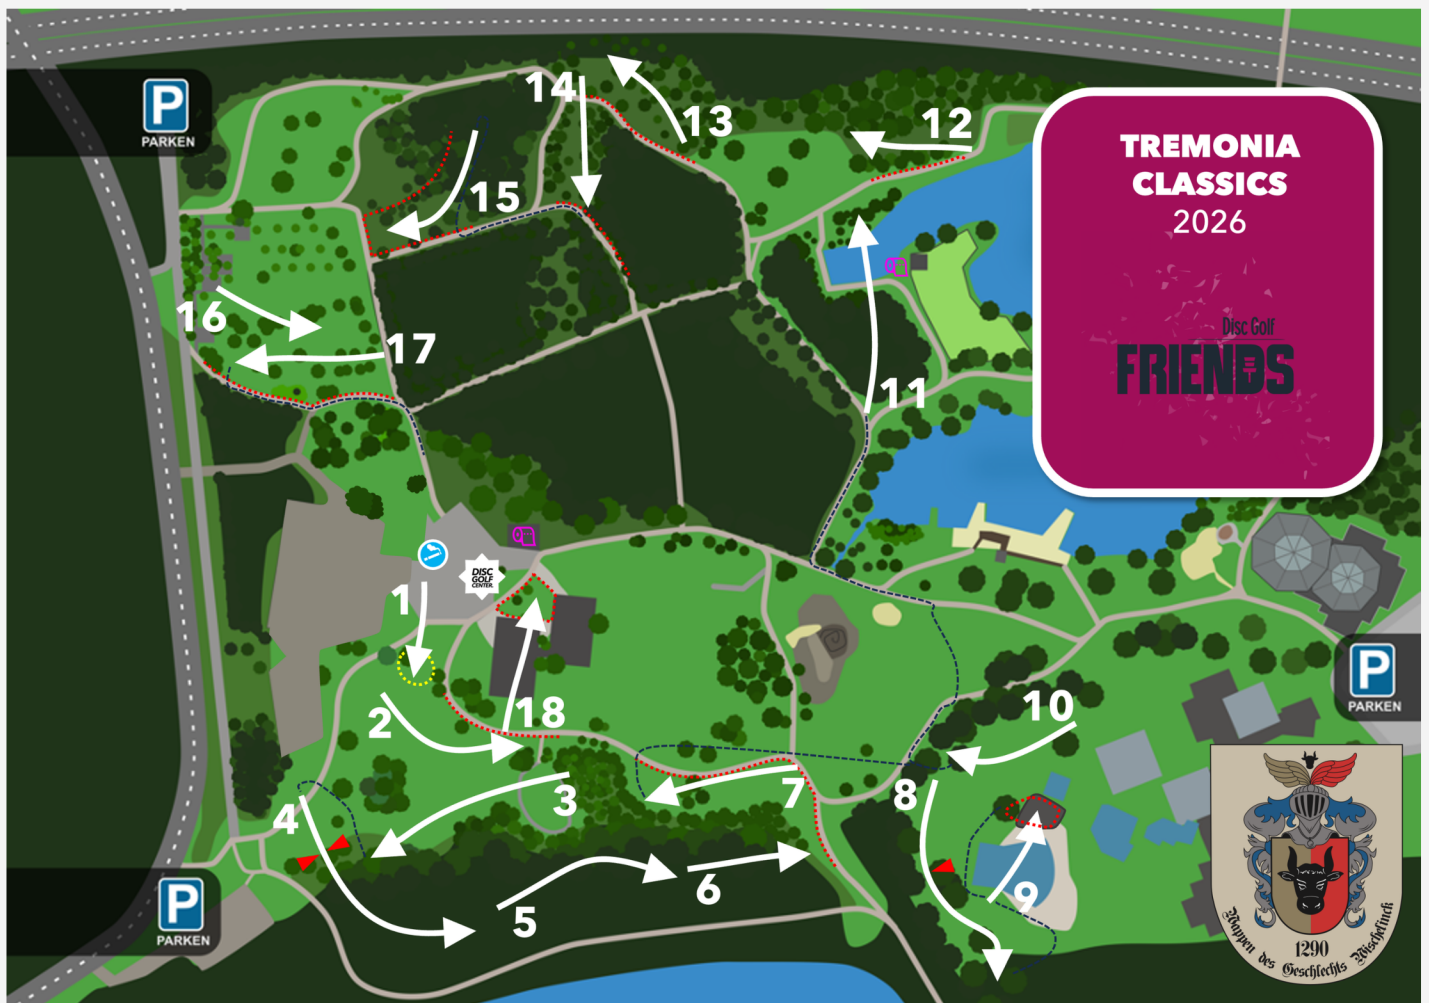 P
PARKEN
14
13
12
TREMONIA
CLASSICS
2026
15
Disc Golf
FRIENDS
16
17
11
1
DISC
GOLF
CENTER.
P
PARKEN
2
18
10
3
7
8
4
6
9
5
P
PARKEN
1290
Wappen des Geschlechts Wischelinck